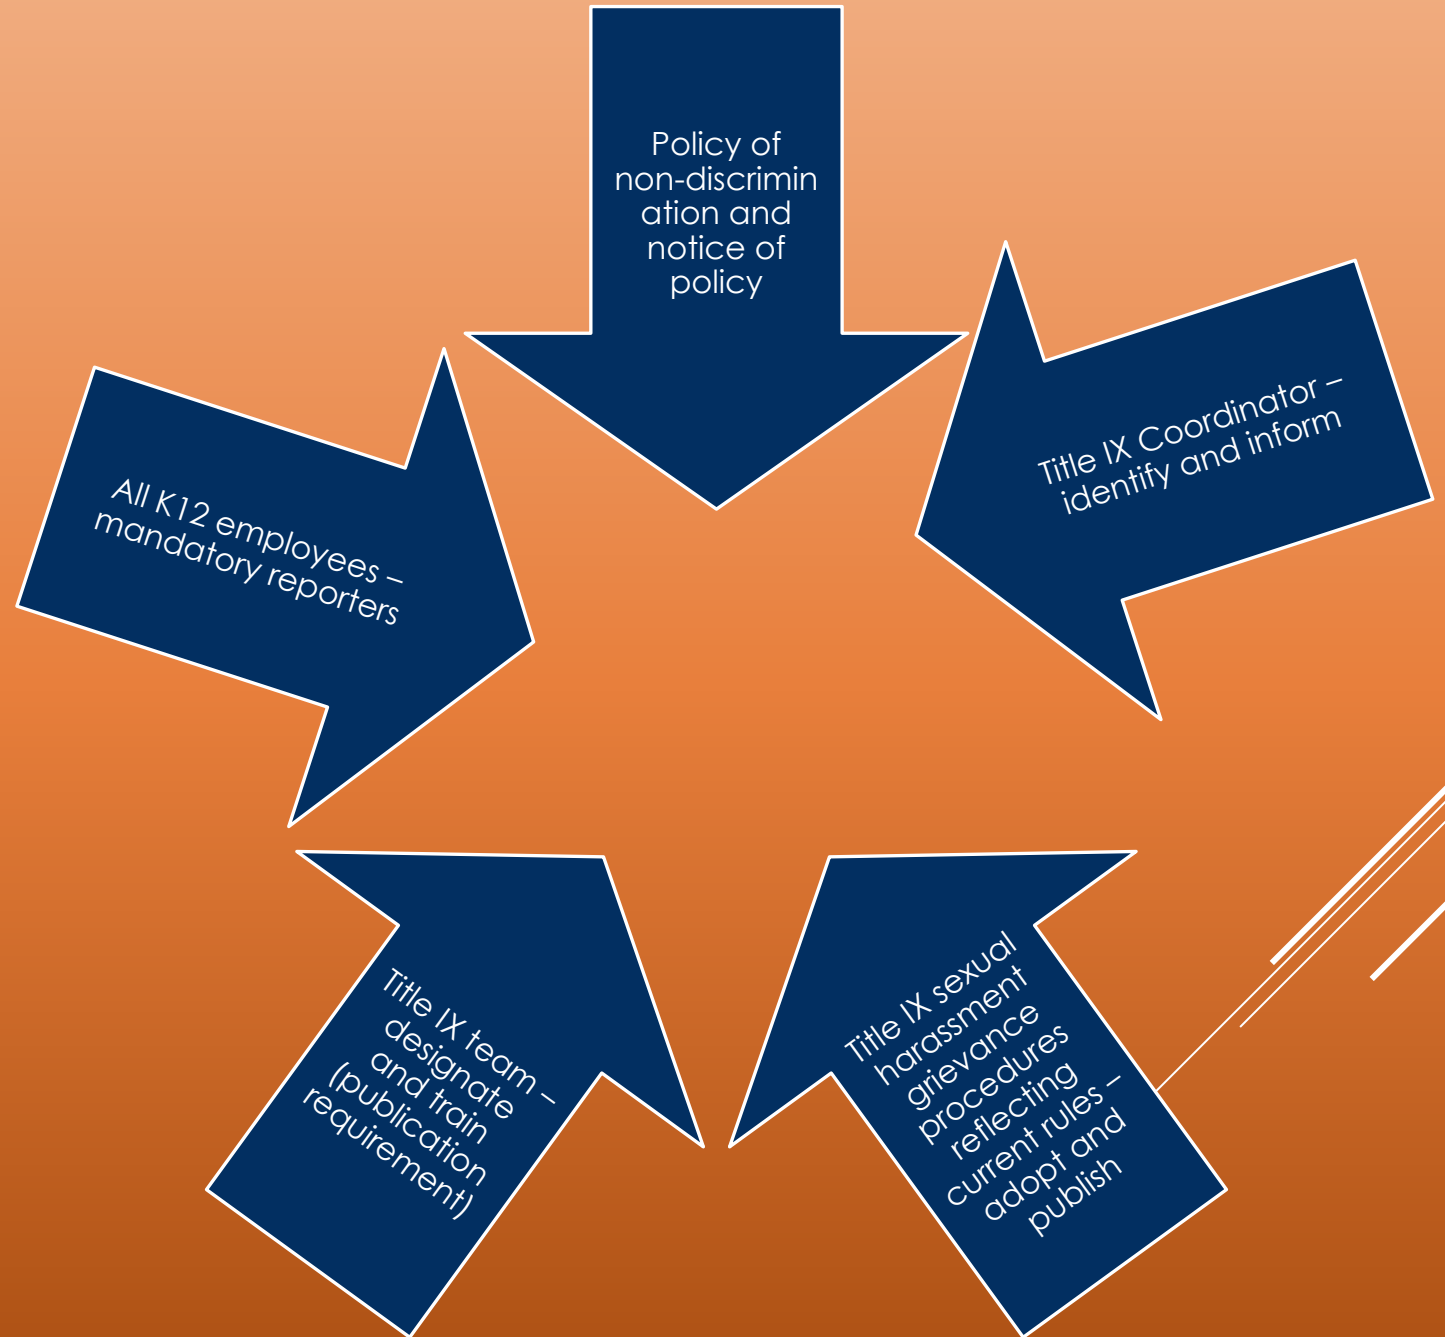 Policy of
non-discrimin
ation and
notice of
policy
Title IX Coordinator –
identify and inform
Title IX sexual
harassment
grievance
procedures
reflecting
current rules –
adopt and
publish
Title IX team –
designate
and train
(publication
requirement)
All K12 employees –
mandatory reporters